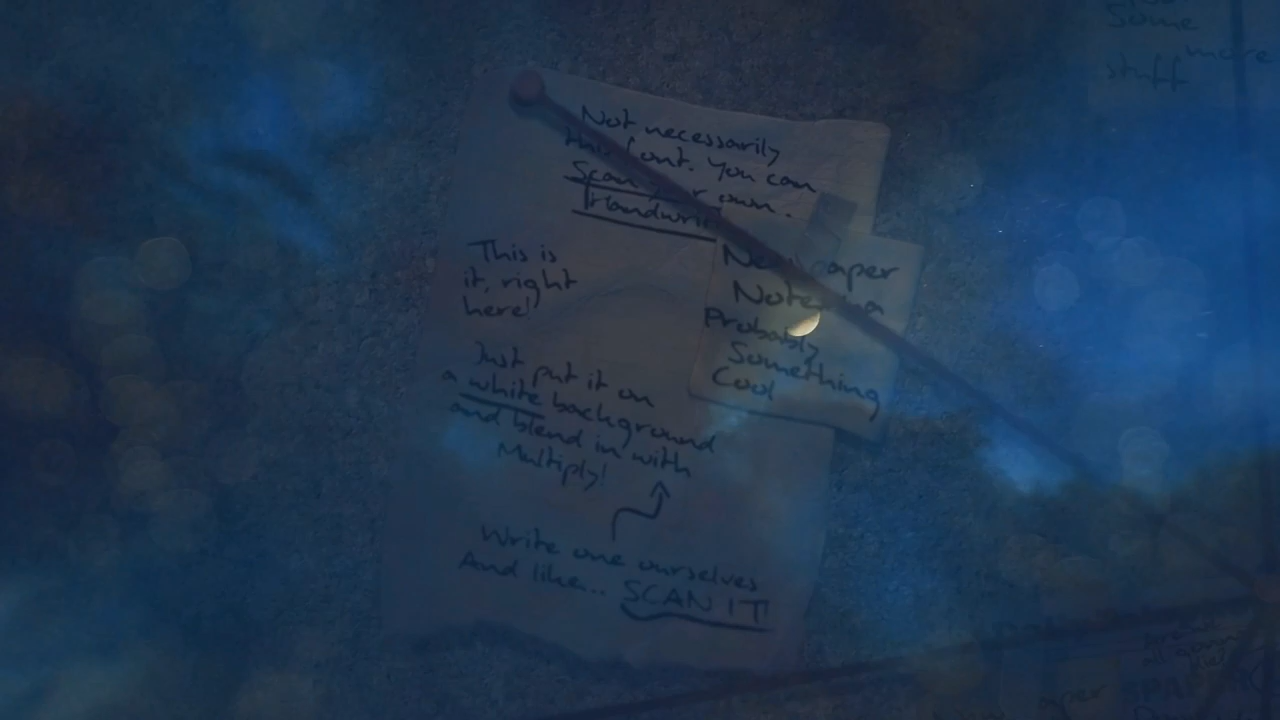 Not necessarily
this font. You can
Scan your own.
Handwriting
This is
it, right
here!
Newspaper
Note
Probably
Something
Cool
Just put it on
a white background
and blend in with
Multiply!
Write one ourselves
And like... SCAN IT!
Some
more
stuff